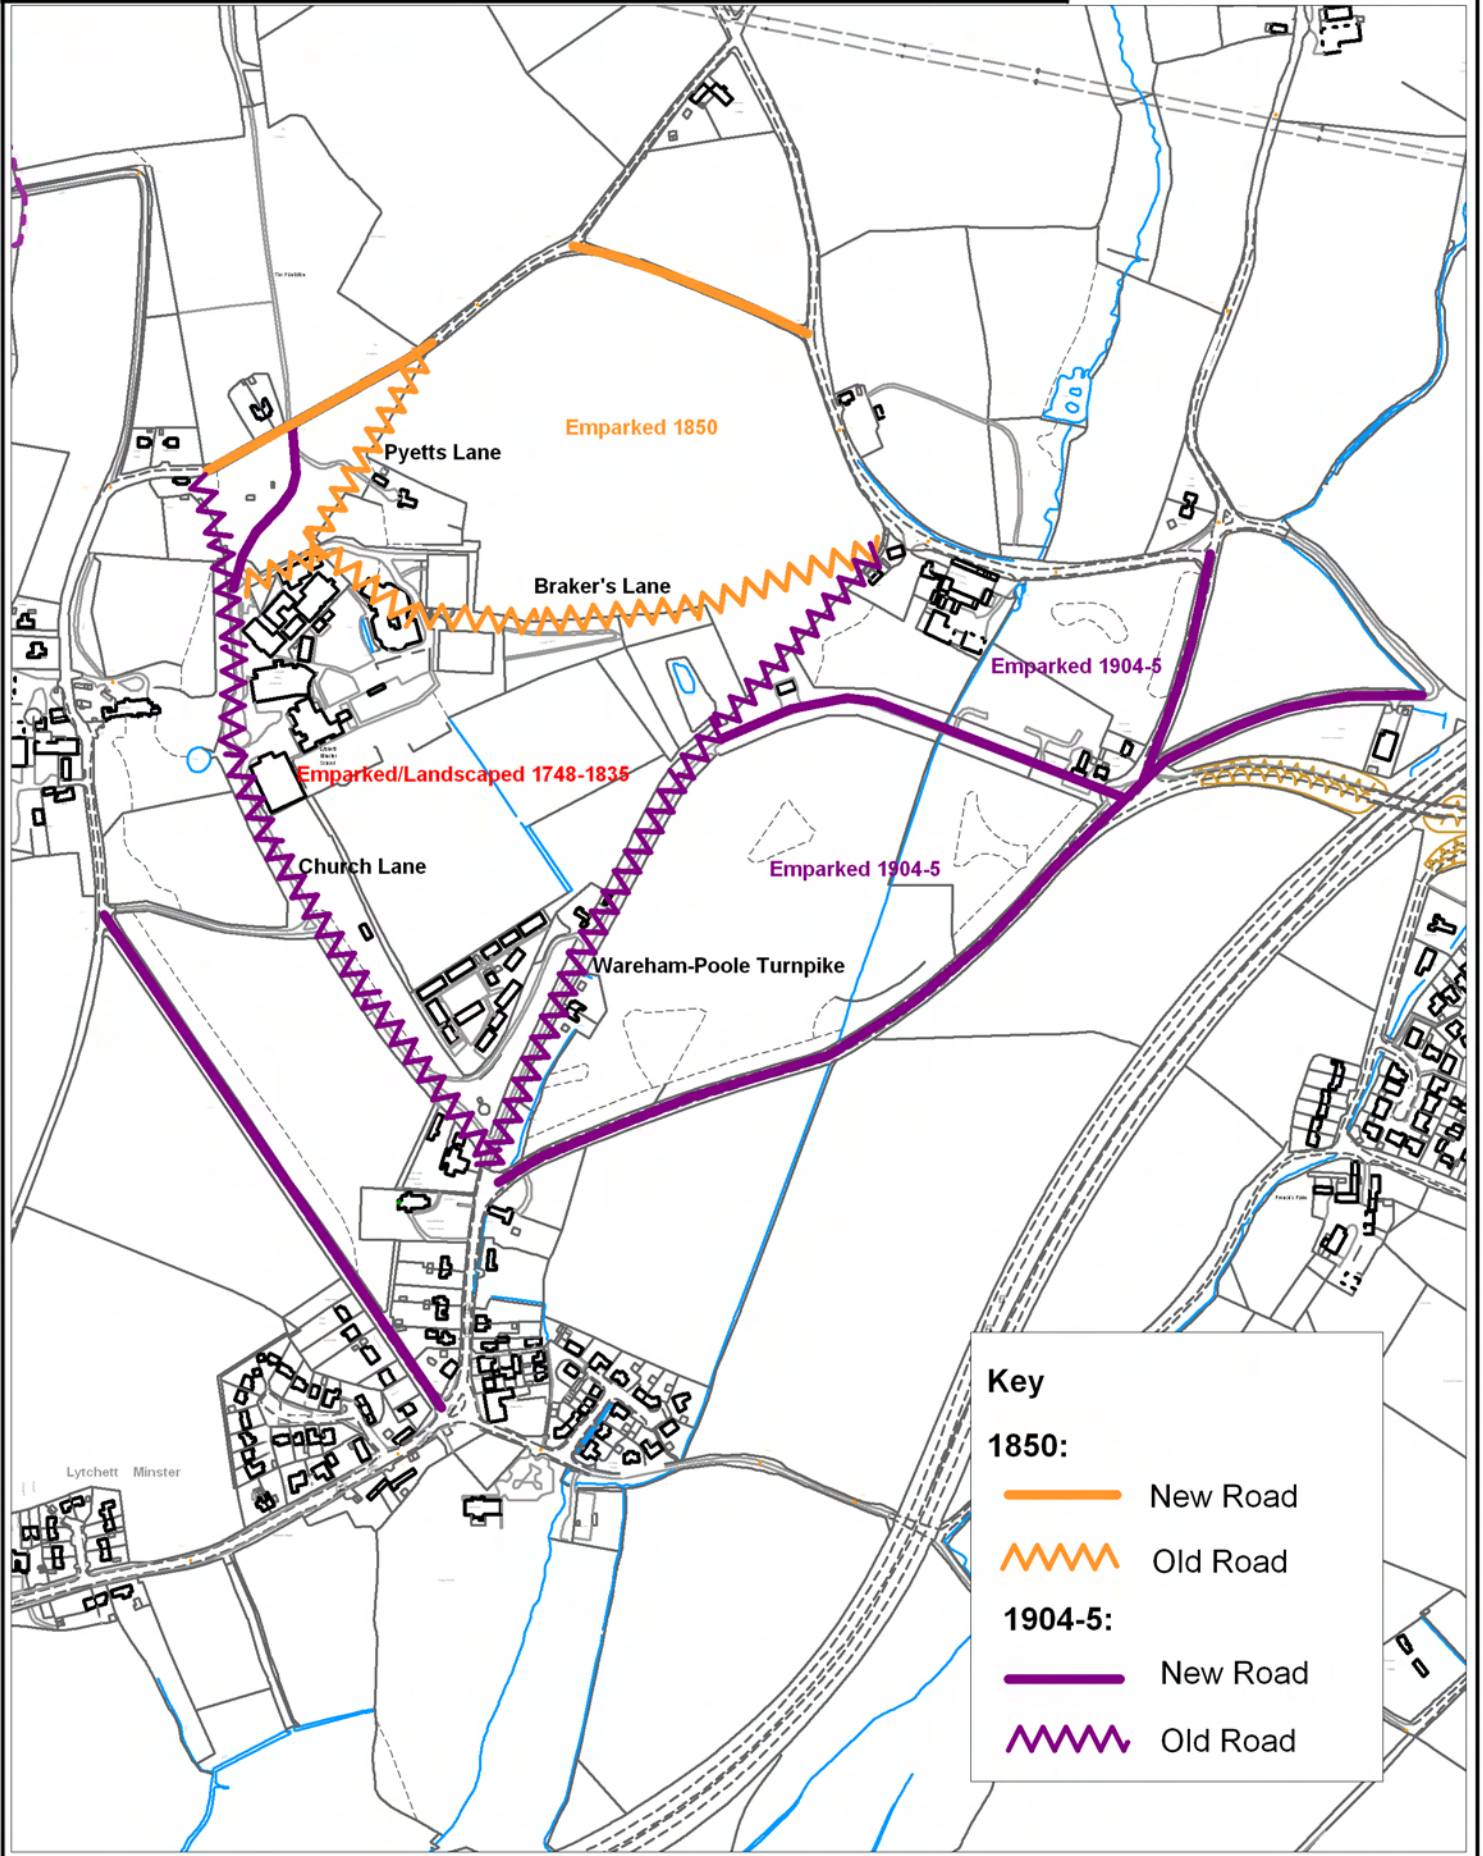 Emparked 1850
Pyetts Lane
Braker's Lane
Emparked 1904-5
Emparked/Landscaped 1748-1835
Church Lane
Emparked 1904-5
Wareham-Poole Turnpike
Lytchett Minster
Key
1850:
New Road
Old Road
1904-5:
New Road
Old Road